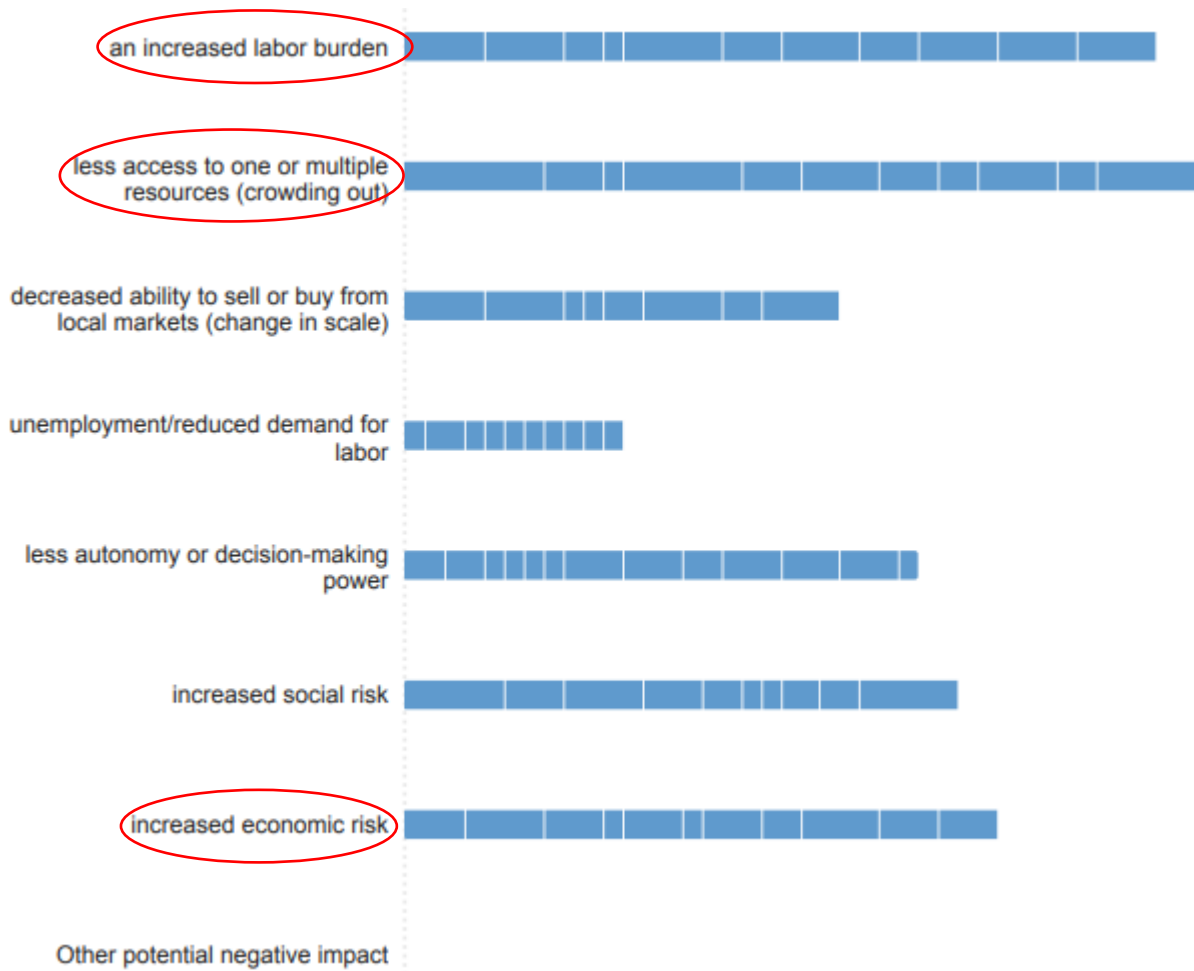 an increased labor burden
less access to one or multiple
resources (crowding out)
decreased ability to sell or buy from
local markets (change in scale)
unemployment/reduced demand for
labor
less autonomy or decision-making
power
increased social risk
increased economic risk
Other potential negative impact